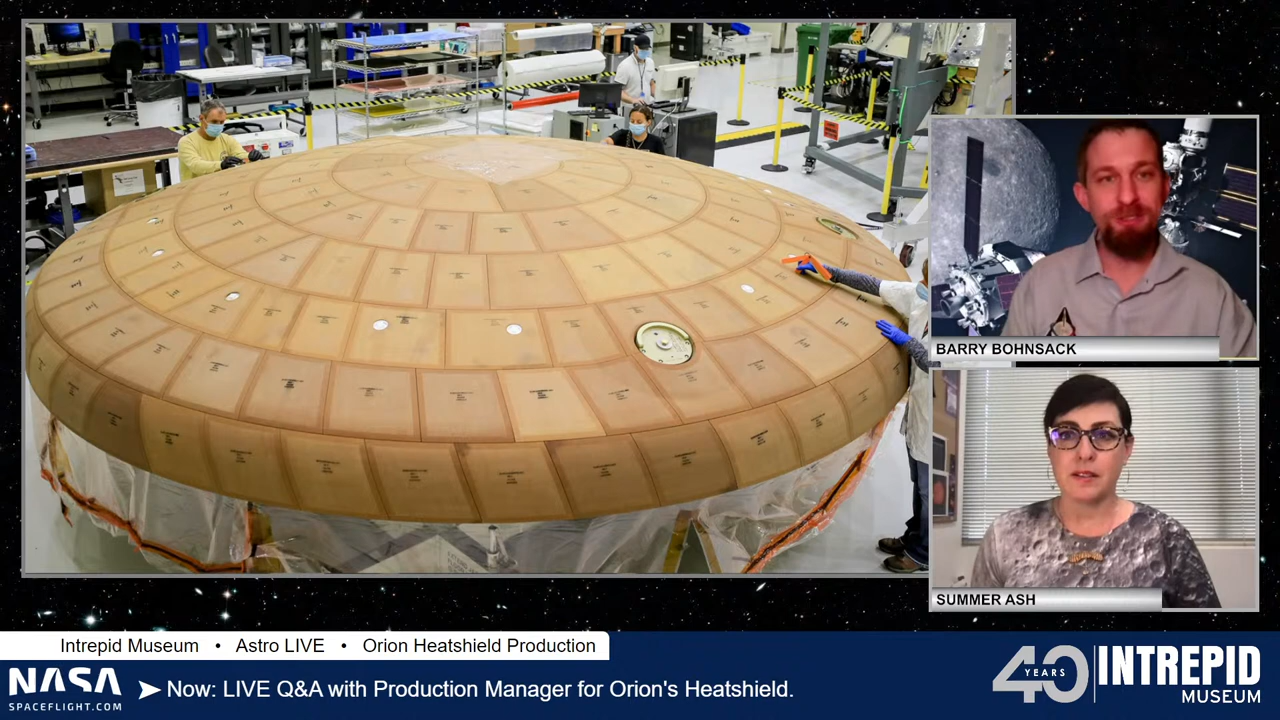 BARRY BOHNSACK
SUMMER ASH
Intrepid Museum • Astro LIVE • Orion Heatshield Production
NASA
SPACEFLIGHT.COM
Now: LIVE Q&A with Production Manager for Orion's Heatshield.
40
YEARS
INTREPID
MUSEUM